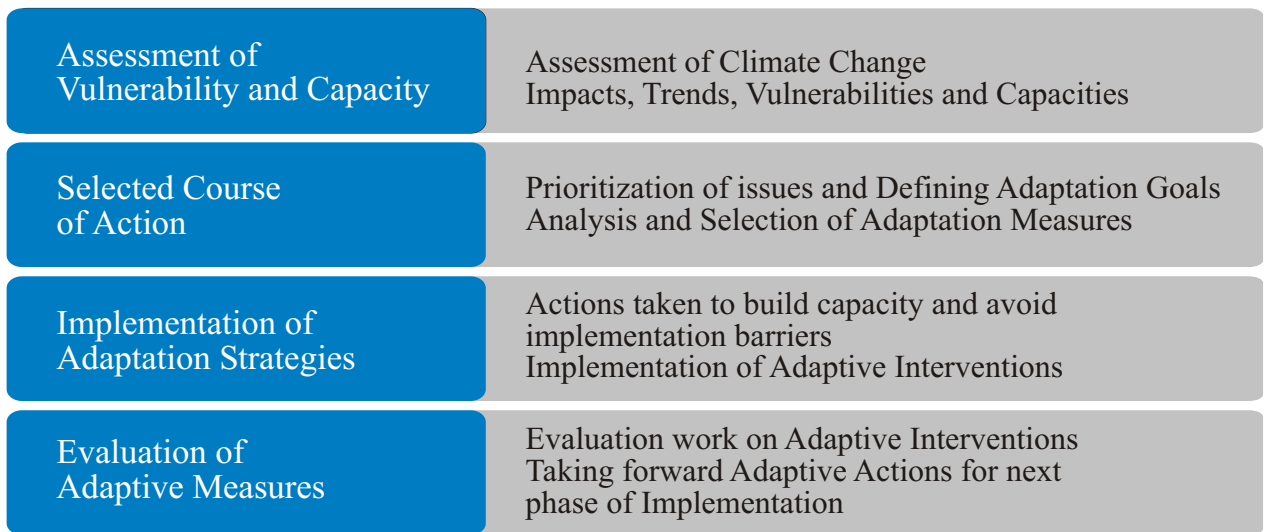 Assessment of
Vulnerability and Capacity
Assessment of Climate Change
Impacts, Trends, Vulnerabilities and Capacities
Selected Course
of Action
Prioritization of issues and Defining Adaptation Goals
Analysis and Selection of Adaptation Measures
Implementation of
Adaptation Strategies
Actions taken to build capacity and avoid
implementation barriers
Implementation of Adaptive Interventions
Evaluation of
Adaptive Measures
Evaluation work on Adaptive Interventions
Taking forward Adaptive Actions for next
phase of Implementation